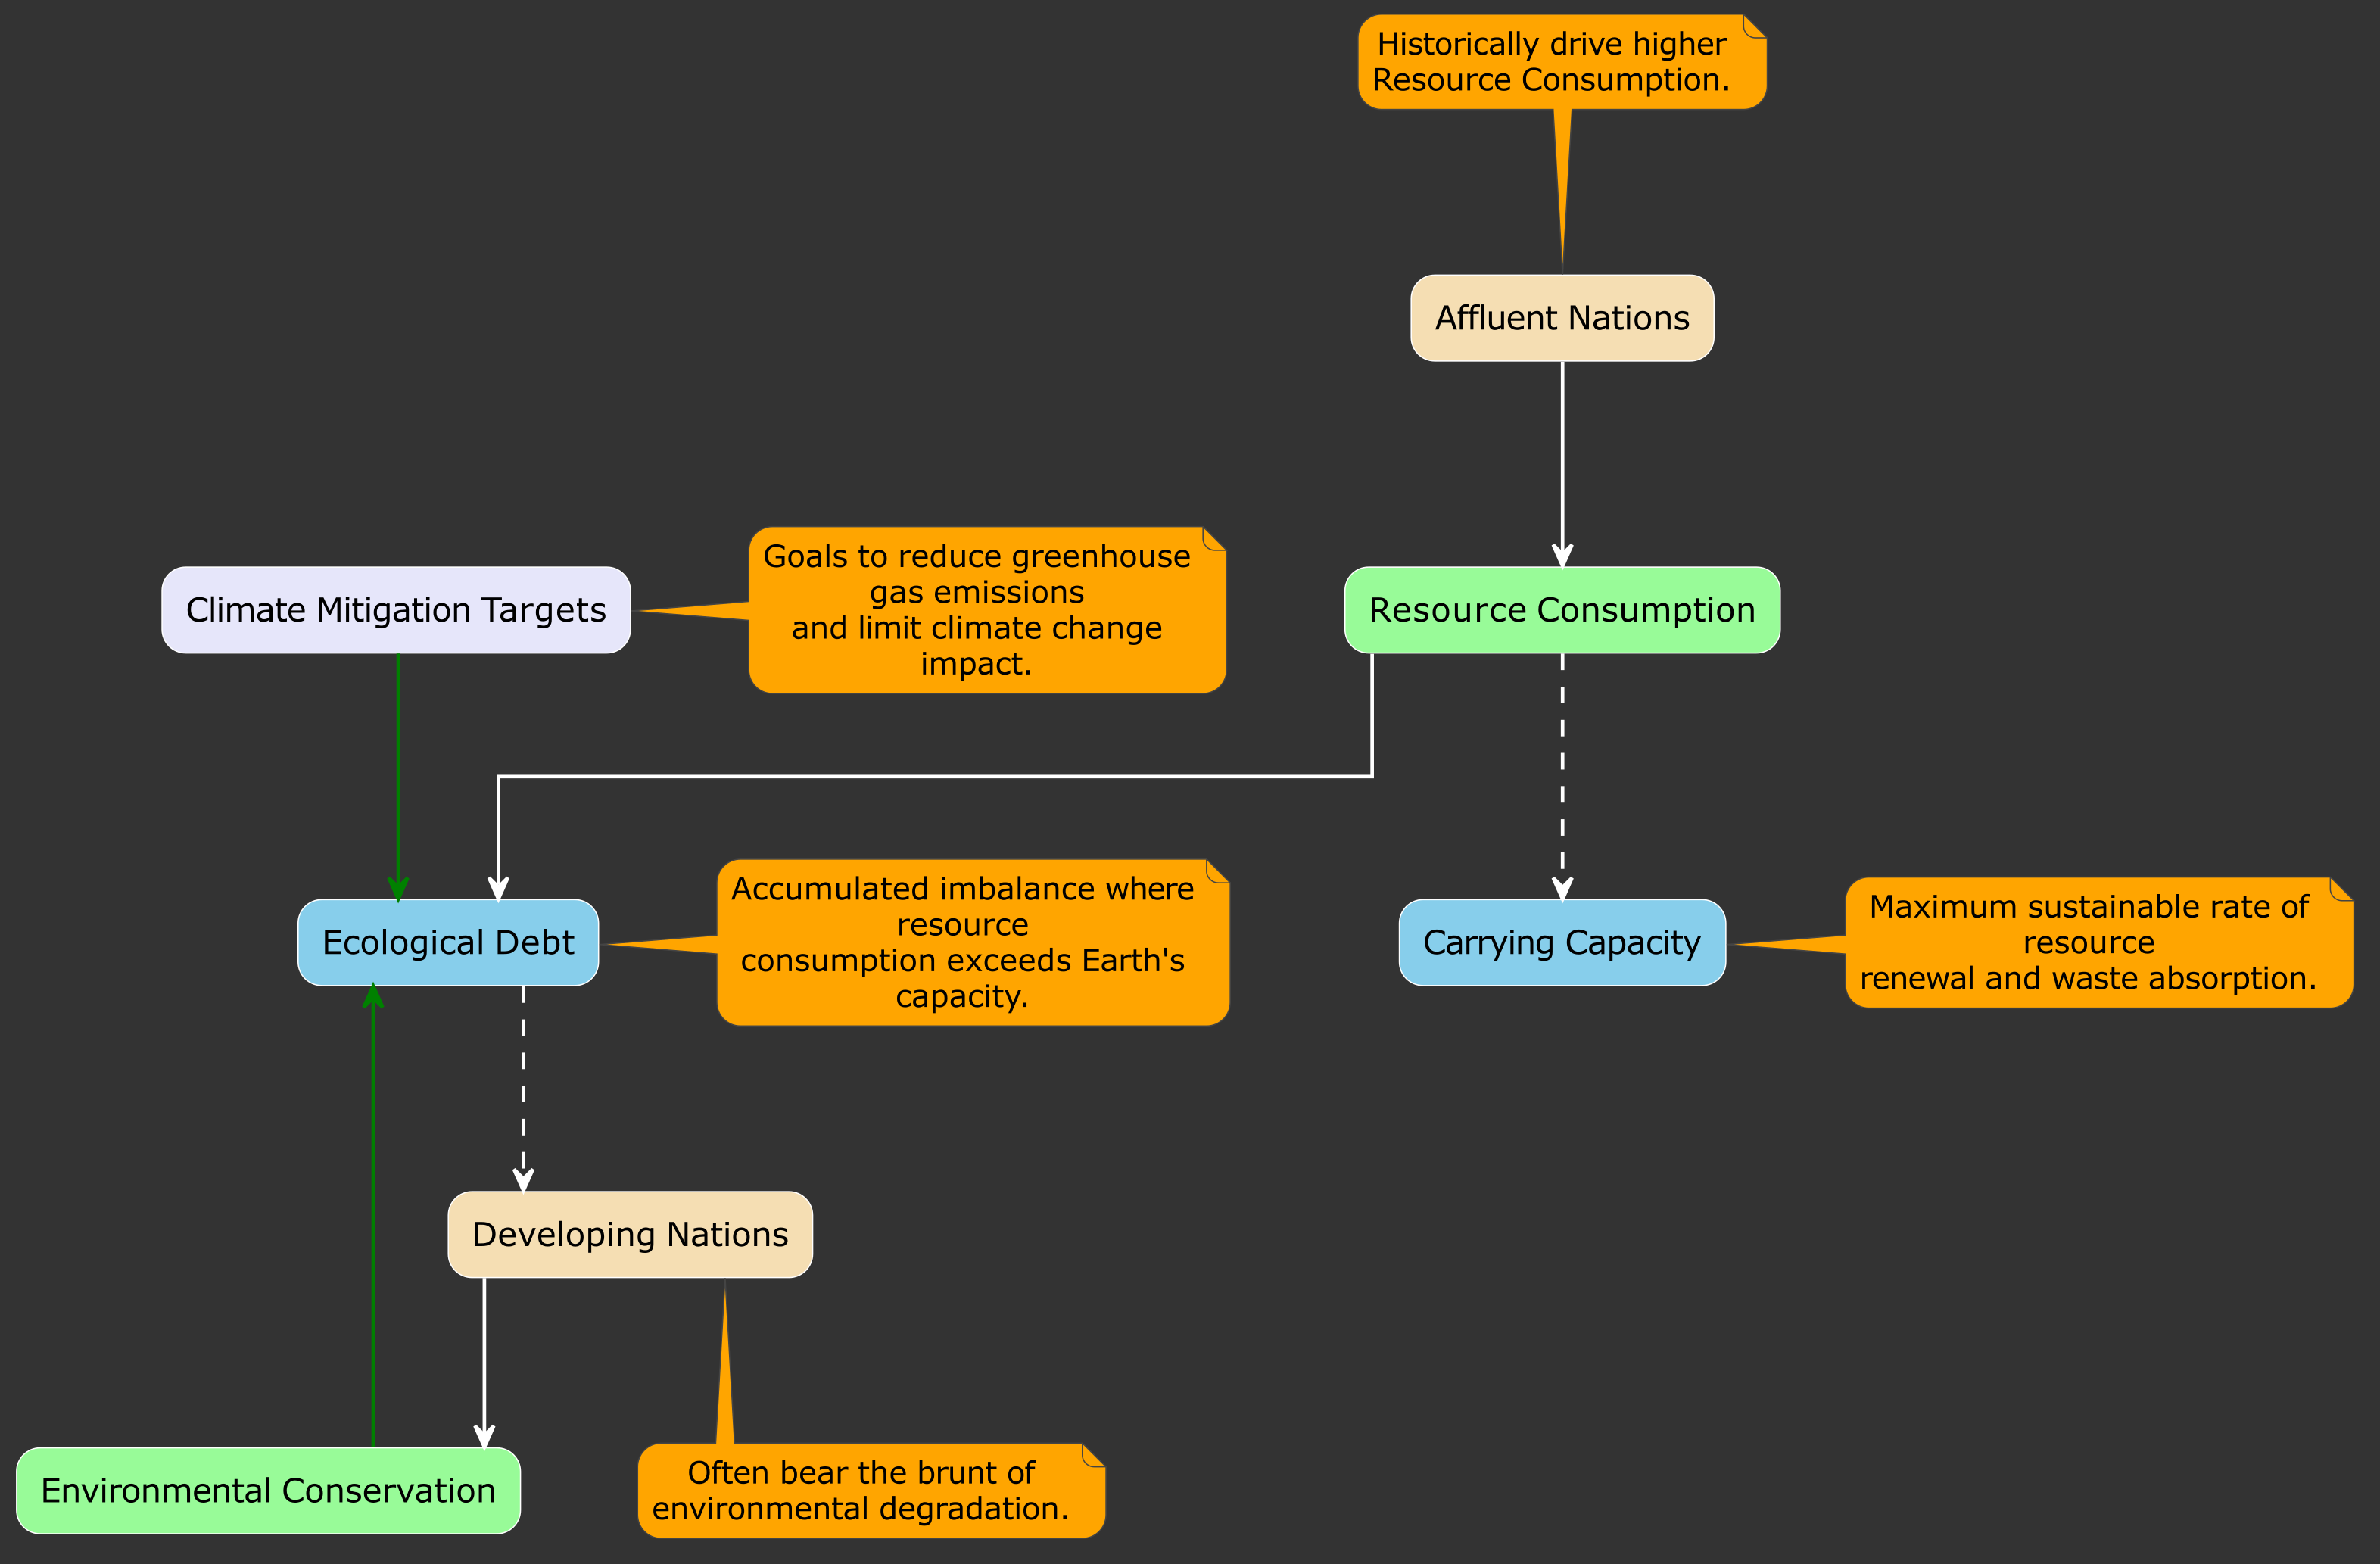 Historically drive higher
Resource Consumption.
Affluent Nations
Goals to reduce greenhouse
gas emissions
and limit climate change
impact.
Climate Mitigation Targets
Resource Consumption
Accumulated imbalance where
resource
consumption exceeds Earth's
capacity.
Ecological Debt
Carrying Capacity
Maximum sustainable rate of
resource
renewal and waste absorption.
Developing Nations
Often bear the brunt of
environmental degradation.
Environmental Conservation